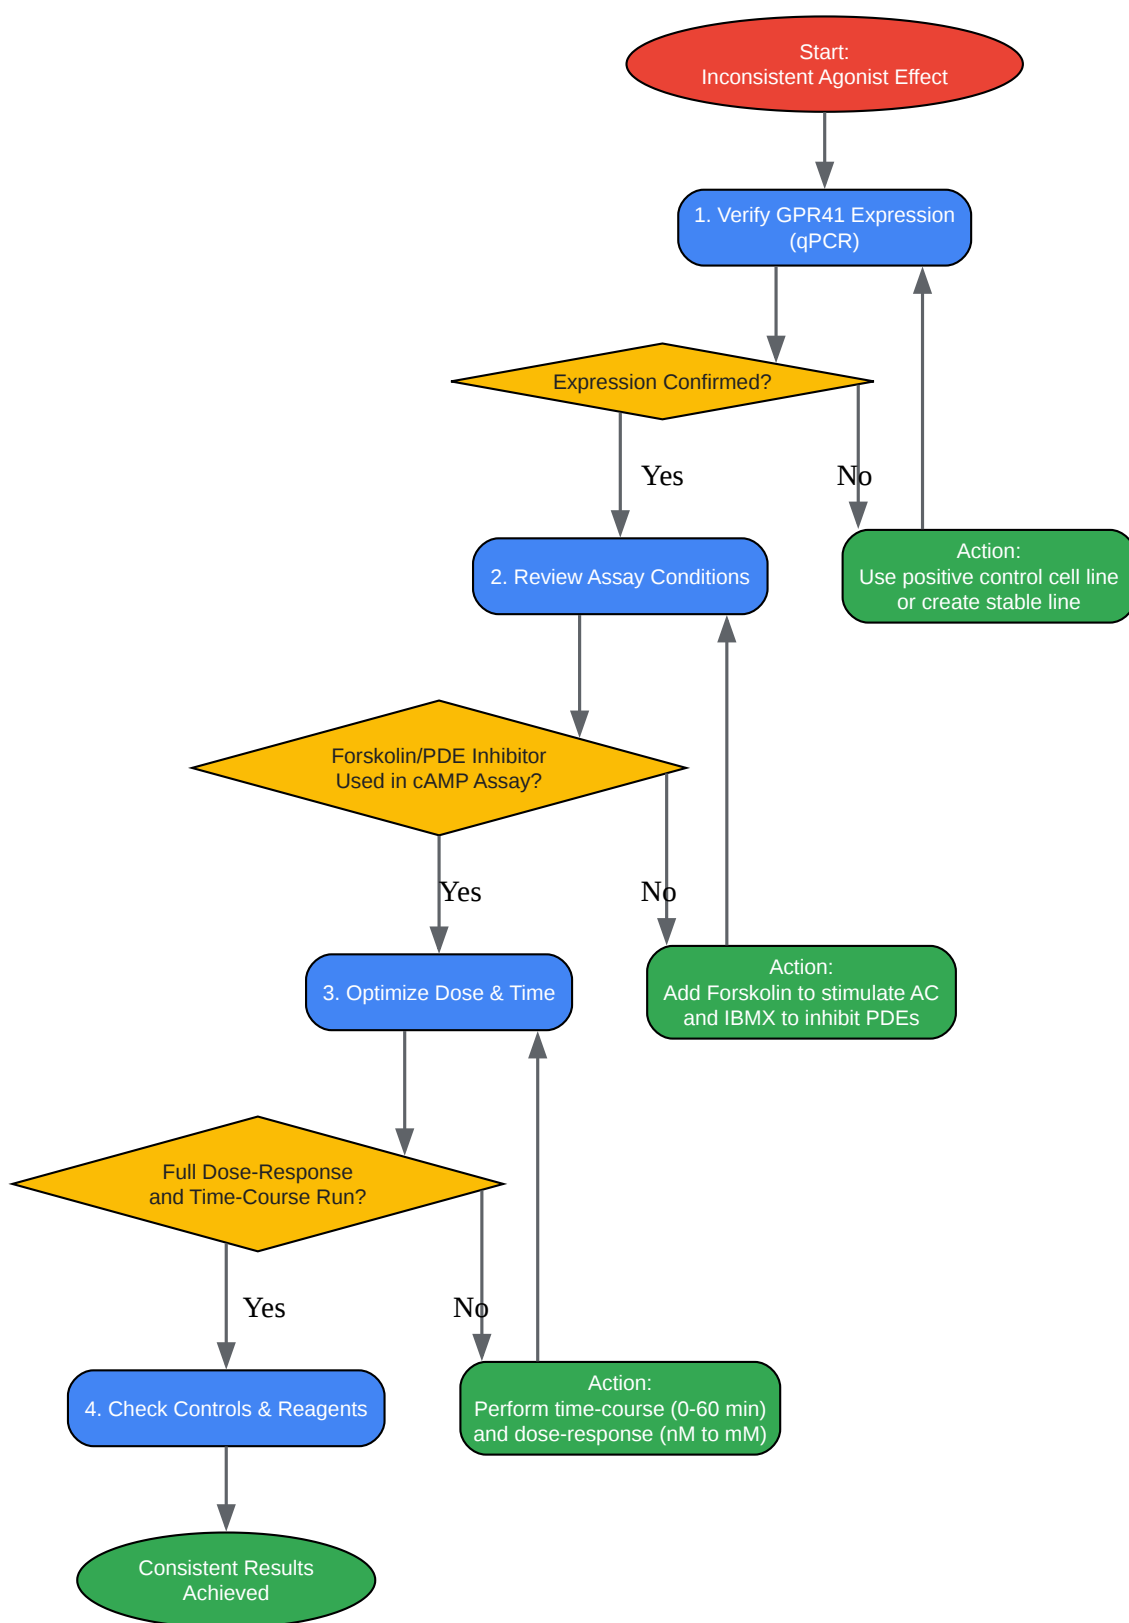 Start:
Inconsistent Agonist Effect
1. Verify GPR41 Expression
(qPCR)
Expression Confirmed?
Yes
No
Action:
Use positive control cell line
or create stable line
2. Review Assay Conditions
Forskolin/PDE Inhibitor
Used in cAMP Assay?
Yes
No
Action:
Add Forskolin to stimulate AC
and IBMX to inhibit PDEs
3. Optimize Dose & Time
Full Dose-Response
and Time-Course Run?
Yes
No
Action:
Perform time-course (0-60 min)
and dose-response (nM to mM)
4. Check Controls & Reagents
Consistent Results
Achieved